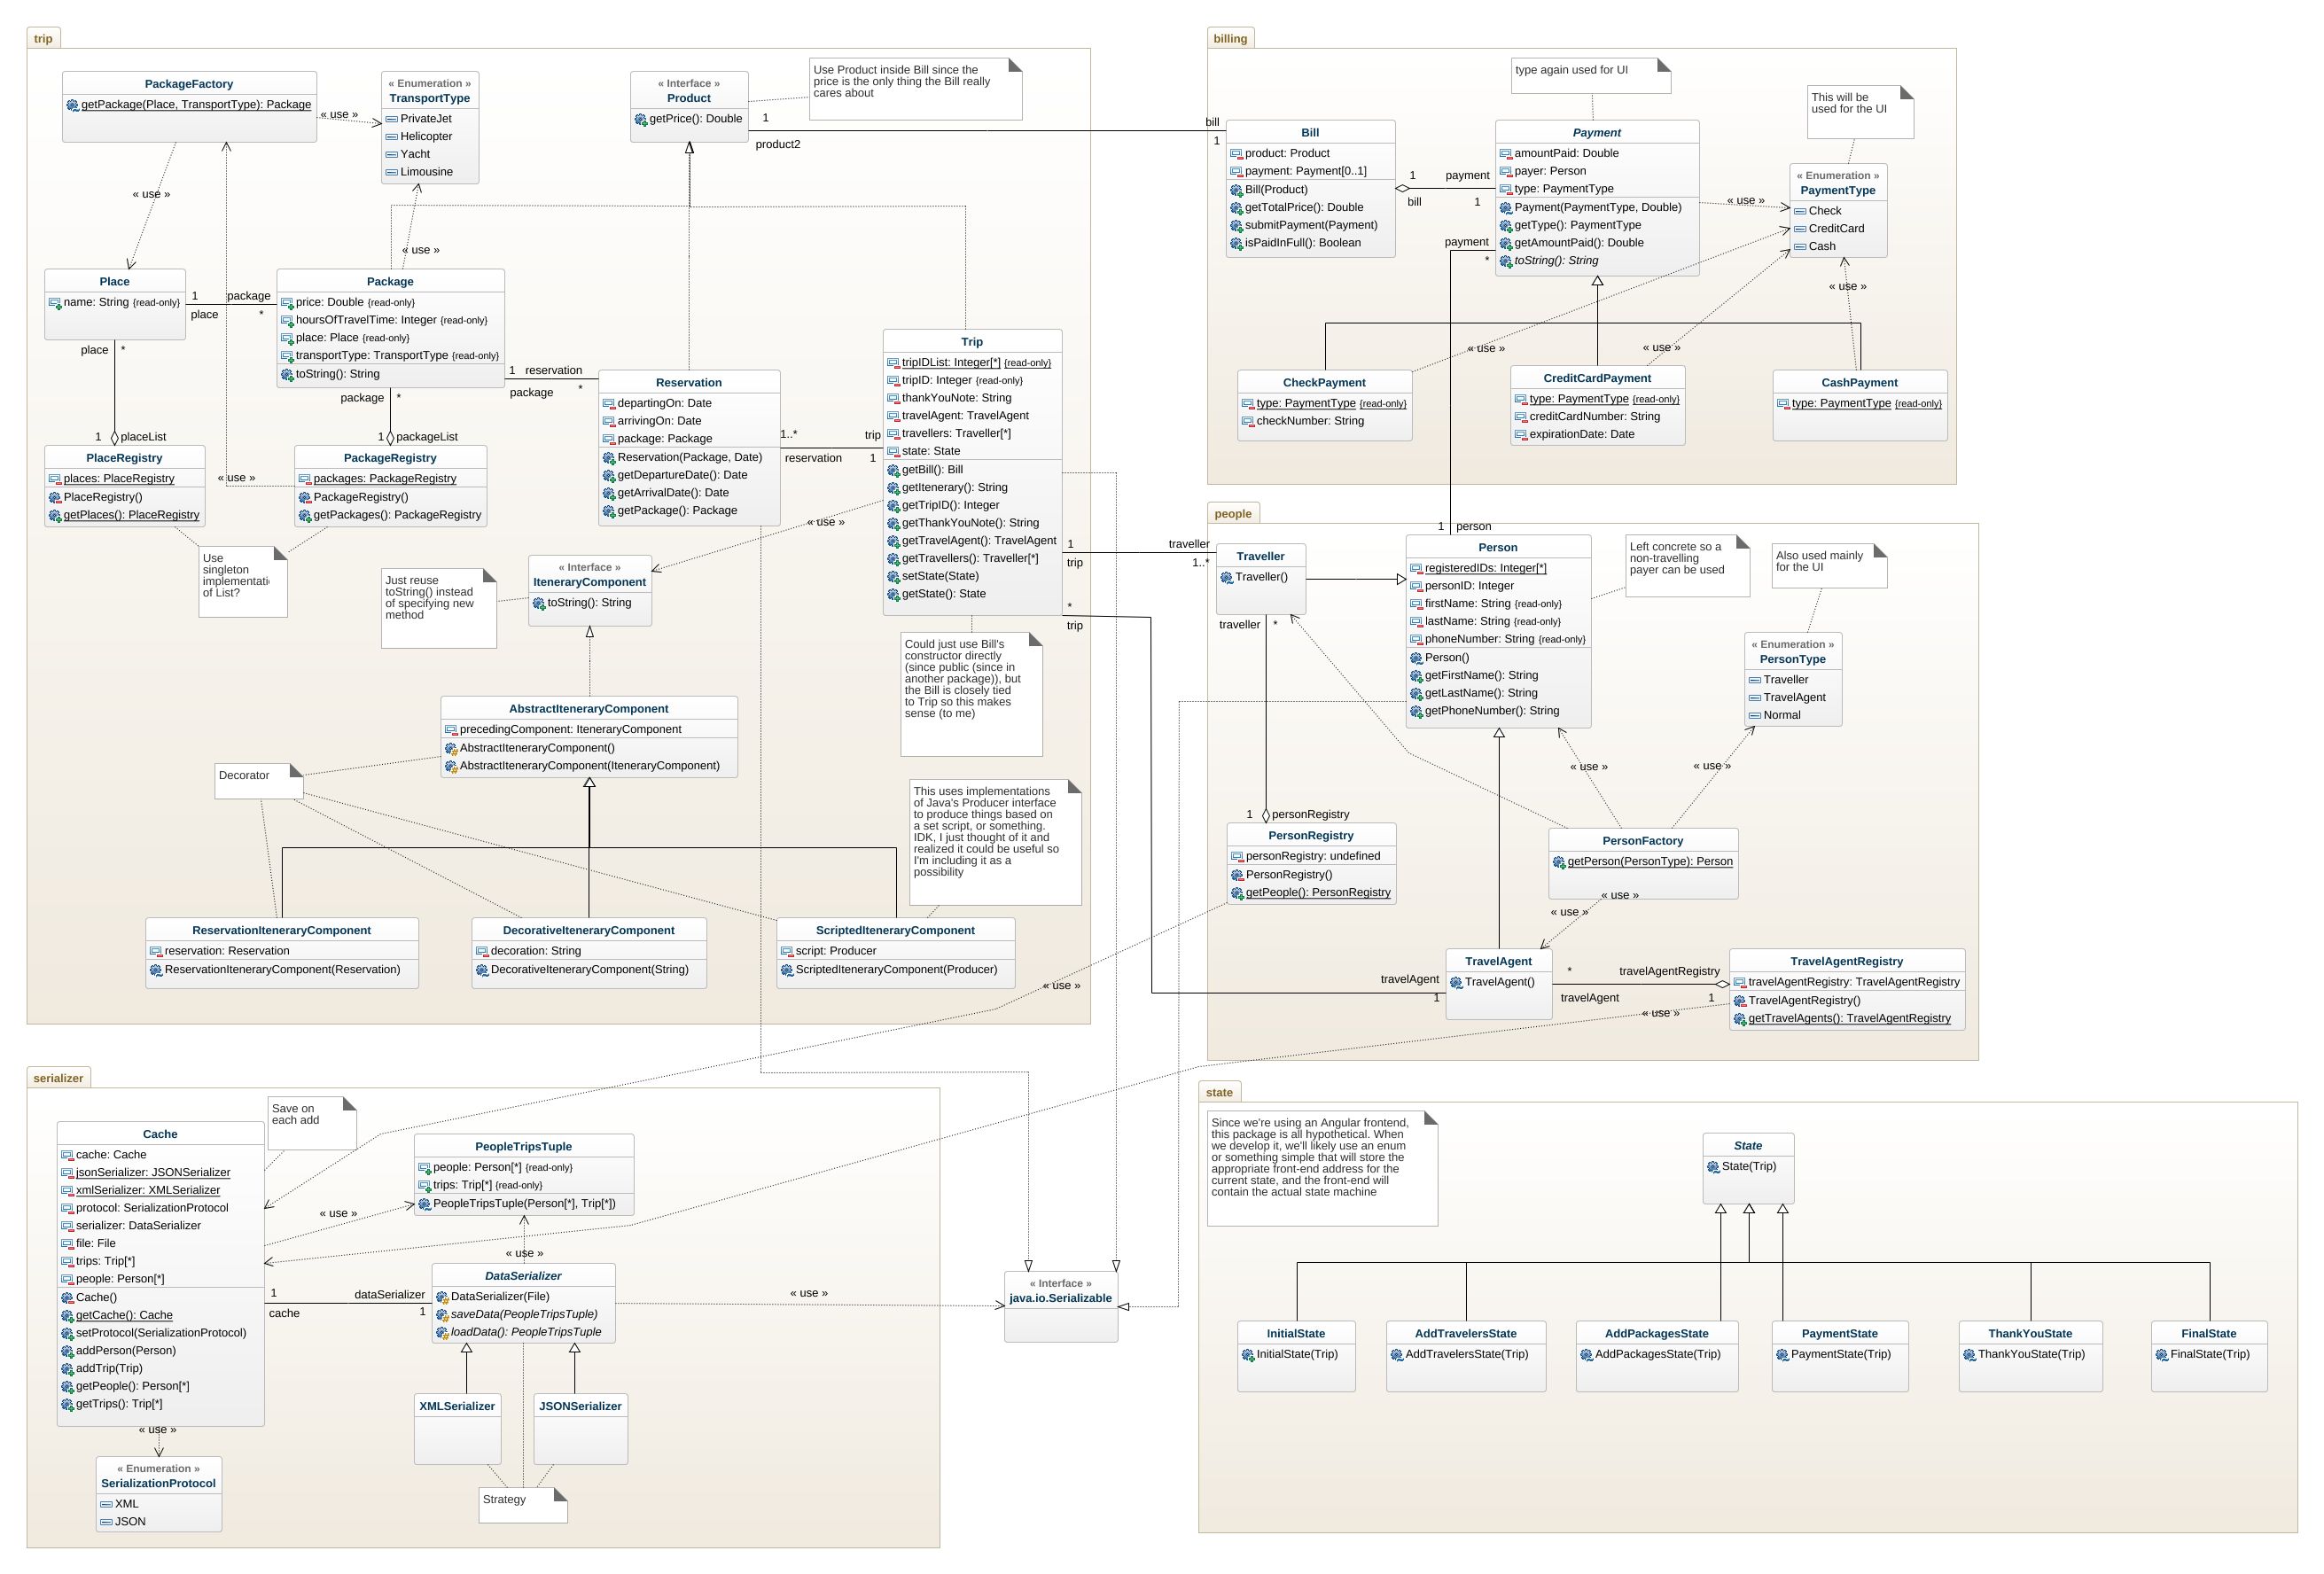 trip
PackageFactory
getPackage(Place, TransportType): Package
« use »
« Enumeration »
TransportType
PrivateJet
Helicopter
Yacht
Limousine
« Interface »
Product
getPrice(): Double
Use Product inside Bill since the
price is the only thing the Bill really
cares about
1
product2
bill
1
« use »
« use »
Place
name: String {read-only}
1
package
place
*
Package
price: Double {read-only}
hoursOfTravelTime: Integer {read-only}
place: Place {read-only}
transportType: TransportType {read-only}
toString(): String
place
*
1
placeList
package
*
1
packageList
1
reservation
package
*
PlaceRegistry
places: PlaceRegistry
PlaceRegistry()
getPlaces(): PlaceRegistry
« use »
PackageRegistry
packages: PackageRegistry
PackageRegistry()
getPackages(): PackageRegistry
Use
singleton
implementati
of List?
Reservation
departingOn: Date
arrivingOn: Date
package: Package
Reservation(Package, Date)
getDepartureDate(): Date
getArrivalDate(): Date
getPackage(): Package
1..*
trip
reservation
1
Trip
tripIDList: Integer[*] {read-only}
tripID: Integer {read-only}
thankYouNote: String
travelAgent: TravelAgent
travellers: Traveller[*]
state: State
getBill(): Bill
getItenerary(): String
getTripID(): Integer
getThankYouNote(): String
getTravelAgent(): TravelAgent
getTravellers(): Traveller[*]
setState(State)
getState(): State
« use »
Just reuse
toString() instead
of specifying new
method
« Interface »
IteneraryComponent
toString(): String
Could just use Bill's
constructor directly
(since public (since in
another package)), but
the Bill is closely tied
to Trip so this makes
sense (to me)
AbstractIteneraryComponent
precedingComponent: IteneraryComponent
AbstractIteneraryComponent()
AbstractIteneraryComponent(IteneraryComponent)
Decorator
This uses implementations
of Java's Producer interface
to produce things based on
a set script, or something.
IDK, I just thought of it and
realized it could be useful so
I'm including it as a
possibility
ReservationIteneraryComponent
reservation: Reservation
ReservationIteneraryComponent(Reservation)
DecorativeIteneraryComponent
decoration: String
DecorativeIteneraryComponent(String)
ScriptedIteneraryComponent
script: Producer
ScriptedIteneraryComponent(Producer)
billing
type again used for UI
This will be
used for the UI
Bill
product: Product
payment: Payment[0..1]
Bill(Product)
getTotalPrice(): Double
submitPayment(Payment)
isPaidInFull(): Boolean
1
payment
bill
1
Payment
amountPaid: Double
payer: Person
type: PaymentType
Payment(PaymentType, Double)
getType(): PaymentType
getAmountPaid(): Double
toString(): String
« use »
« Enumeration »
PaymentType
Check
CreditCard
Cash
payment
*
« use »
« use »
« use »
CheckPayment
type: PaymentType {read-only}
checkNumber: String
CreditCardPayment
type: PaymentType {read-only}
creditCardNumber: String
expirationDate: Date
CashPayment
type: PaymentType {read-only}
people
1
person
1
traveller
trip
1..*
*
trip
Traveller
Traveller()
traveller
*
Person
registeredIDs: Integer[*]
personID: Integer
firstName: String {read-only}
lastName: String {read-only}
phoneNumber: String {read-only}
Person()
getFirstName(): String
getLastName(): String
getPhoneNumber(): String
Left concrete so a
non-travelling
payer can be used
Also used mainly
for the UI
« Enumeration »
PersonType
Traveller
TravelAgent
Normal
« use »
« use »
1
personRegistry
PersonRegistry
personRegistry: undefined
PersonRegistry()
getPeople(): PersonRegistry
PersonFactory
getPerson(PersonType): Person
« use »
« use »
TravelAgent
TravelAgent()
travelAgent
1
*
travelAgentRegistry
travelAgent
1
TravelAgentRegistry
travelAgentRegistry: TravelAgentRegistry
TravelAgentRegistry()
getTravelAgents(): TravelAgentRegistry
« use »
« use »
serializer
Save on
each add
Cache
cache: Cache
jsonSerializer: JSONSerializer
xmlSerializer: XMLSerializer
protocol: SerializationProtocol
serializer: DataSerializer
file: File
trips: Trip[*]
people: Person[*]
Cache()
getCache(): Cache
setProtocol(SerializationProtocol)
addPerson(Person)
addTrip(Trip)
getPeople(): Person[*]
getTrips(): Trip[*]
PeopleTripsTuple
people: Person[*] {read-only}
trips: Trip[*] {read-only}
PeopleTripsTuple(Person[*], Trip[*])
« use »
« use »
1
dataSerializer
cache
1
DataSerializer
DataSerializer(File)
saveData(PeopleTripsTuple)
loadData(): PeopleTripsTuple
« use »
« Interface »
java.io.Serializable
XMLSerializer
JSONSerializer
Strategy
« use »
« Enumeration »
SerializationProtocol
XML
JSON
state
Since we're using an Angular frontend,
this package is all hypothetical. When
we develop it, we'll likely use an enum
or something simple that will store the
appropriate front-end address for the
current state, and the front-end will
contain the actual state machine
State
State(Trip)
InitialState
InitialState(Trip)
AddTravelersState
AddTravelersState(Trip)
AddPackagesState
AddPackagesState(Trip)
PaymentState
PaymentState(Trip)
ThankYouState
ThankYouState(Trip)
FinalState
FinalState(Trip)